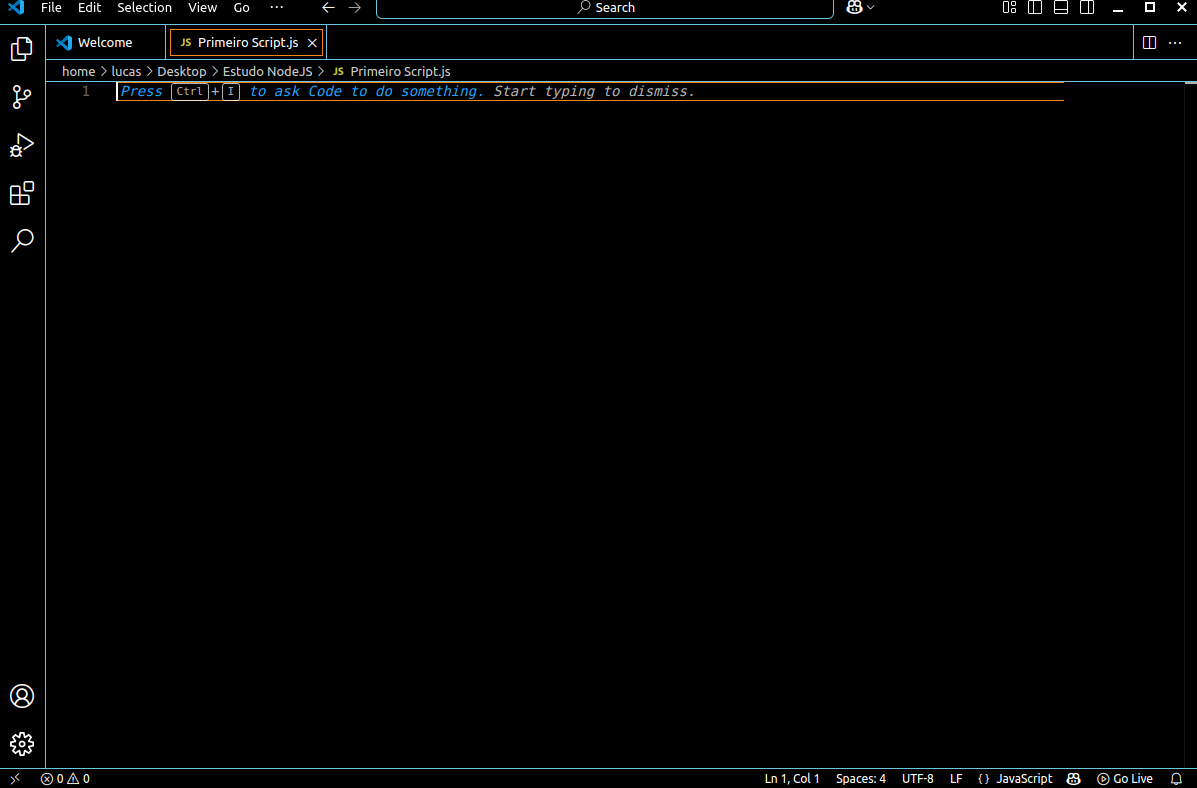 File Edit Selection View Go ··· Search
Welcome JS Primeiro Script.js
home > lucas > Desktop > Estudo NodeJS > JS Primeiro Script.js
1 Press Ctrl+I to ask Code to do something. Start typing to dismiss.
0 0 Ln 1, Col 1 Spaces: 4 UTF-8 LF {} JavaScript Go Live